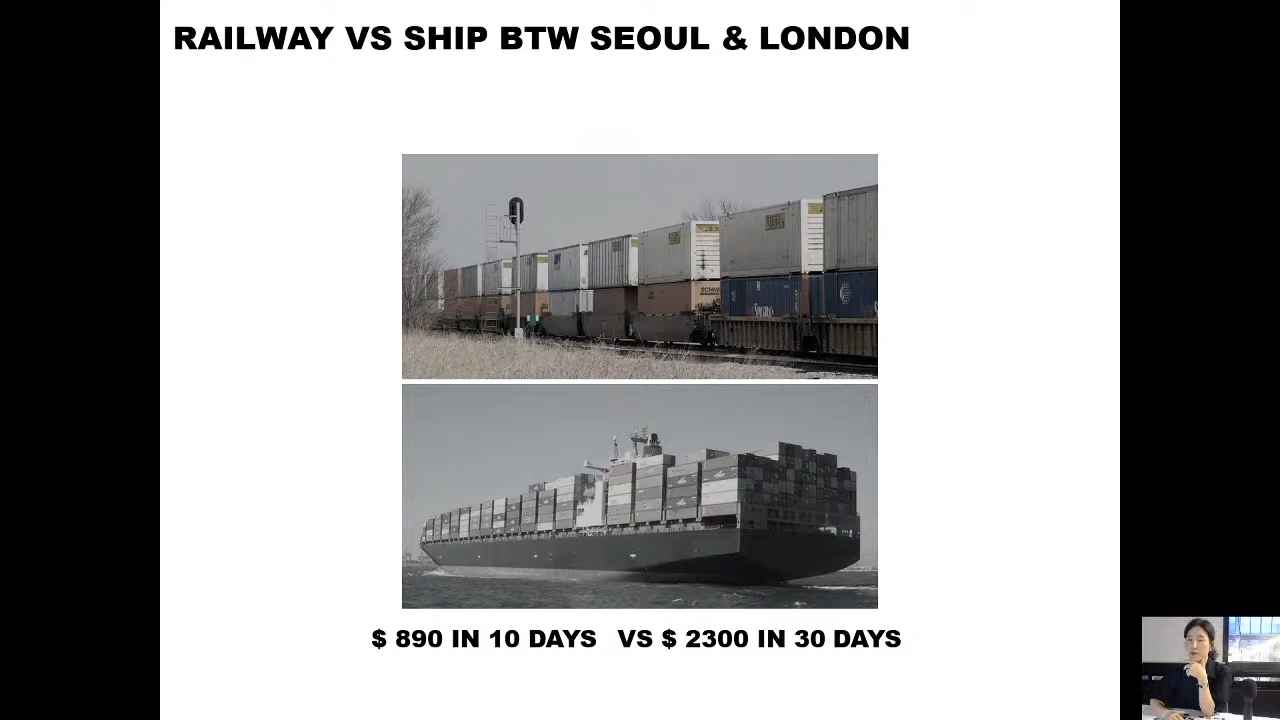 RAILWAY VS SHIP BTW SEOUL & LONDON
$ 890 IN 10 DAYS VS $ 2300 IN 30 DAYS